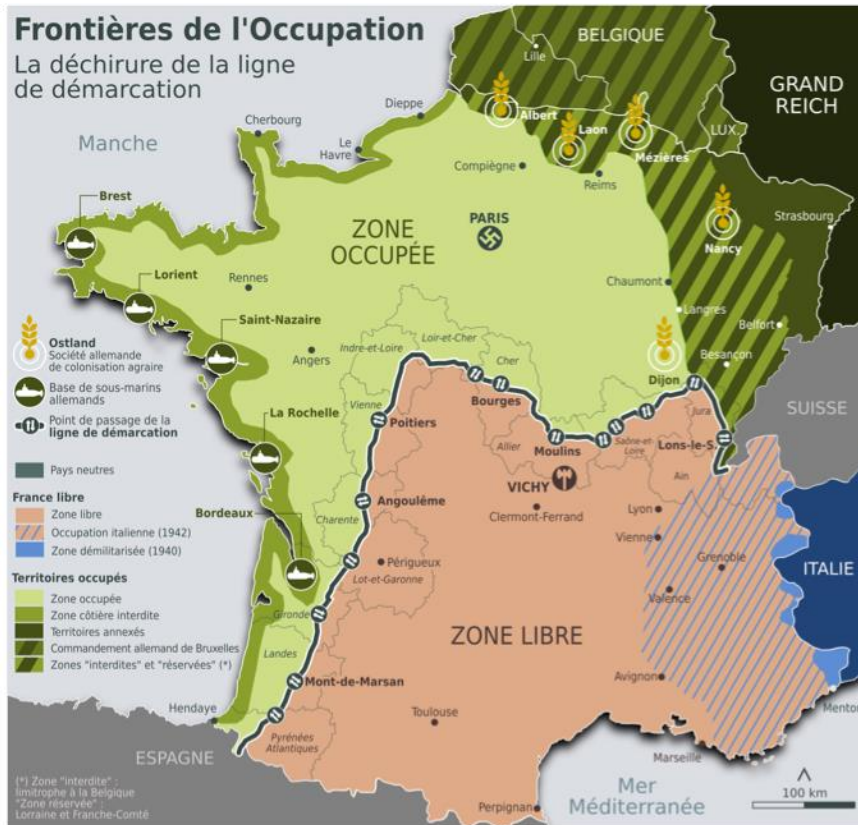 Frontières de l'Occupation
La déchirure de la ligne
de démarcation
BELGIQUE
Lille
GRAND
REICH
Dieppe
Albert
Cherbourg
Laon
LUX.
Manche
Le
Havre
Mézières
Compiègne
Reims
Brest
Strasbourg
PARIS
ZONE
OCCUPÉE
Nancy
Lorient
Rennes
Chaumont
Langres
Saint-Nazaire
Loir-et-Cher
Belfort
Indre-et-Loire
Cher
Angers
Besançon
Dijon
Ostland
Société allemande
de colonisation agraire
Base de sous-marins
allemands
Point de passage de la
ligne de démarcation
Pays neutres
France libre
Zone libre
Occupation italienne (1942)
Zone démilitarisée (1940)
Territoires occupés
Zone occupée
Zone côtière interdite
Territoires annexés
Commandement allemand de Bruxelles
Zones "interdites" et "réservées" (*)
Vienne
Bourges
Jura
SUISSE
La Rochelle
Poitiers
Allier
Moulins
Saône-et-
Loire
Lons-le-S.
Ain
VICHY
Angoulême
Clermont-Ferrand
Lyon
Bordeaux
Charente
Vienne
Périgueux
Grenoble
ITALIE
Lot-et-Garonne
Valence
Gironde
ZONE LIBRE
Landes
Mont-de-Marsan
Avignon
Hendaye
Toulouse
Menton
Pyrénées
Atlantiques
ESPAGNE
Marseille
Mer
Méditerranée
100 km
Perpignan
(*) Zone "interdite" :
limitrophe à la Belgique
"Zone réservée" :
Lorraine et Franche-Comté